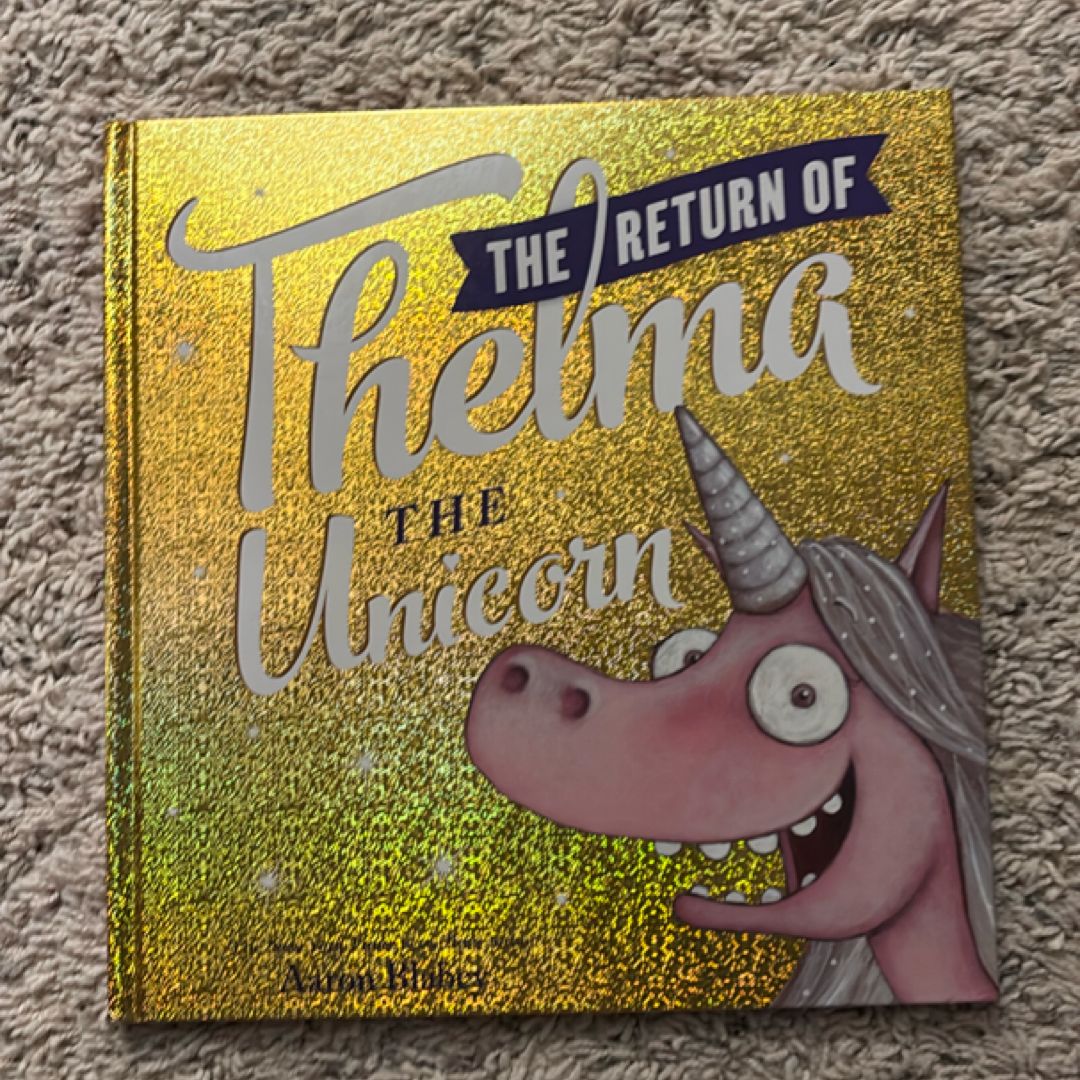 THE RETURN OF
Thelma
THE
Unicorn
Aaron Blabey